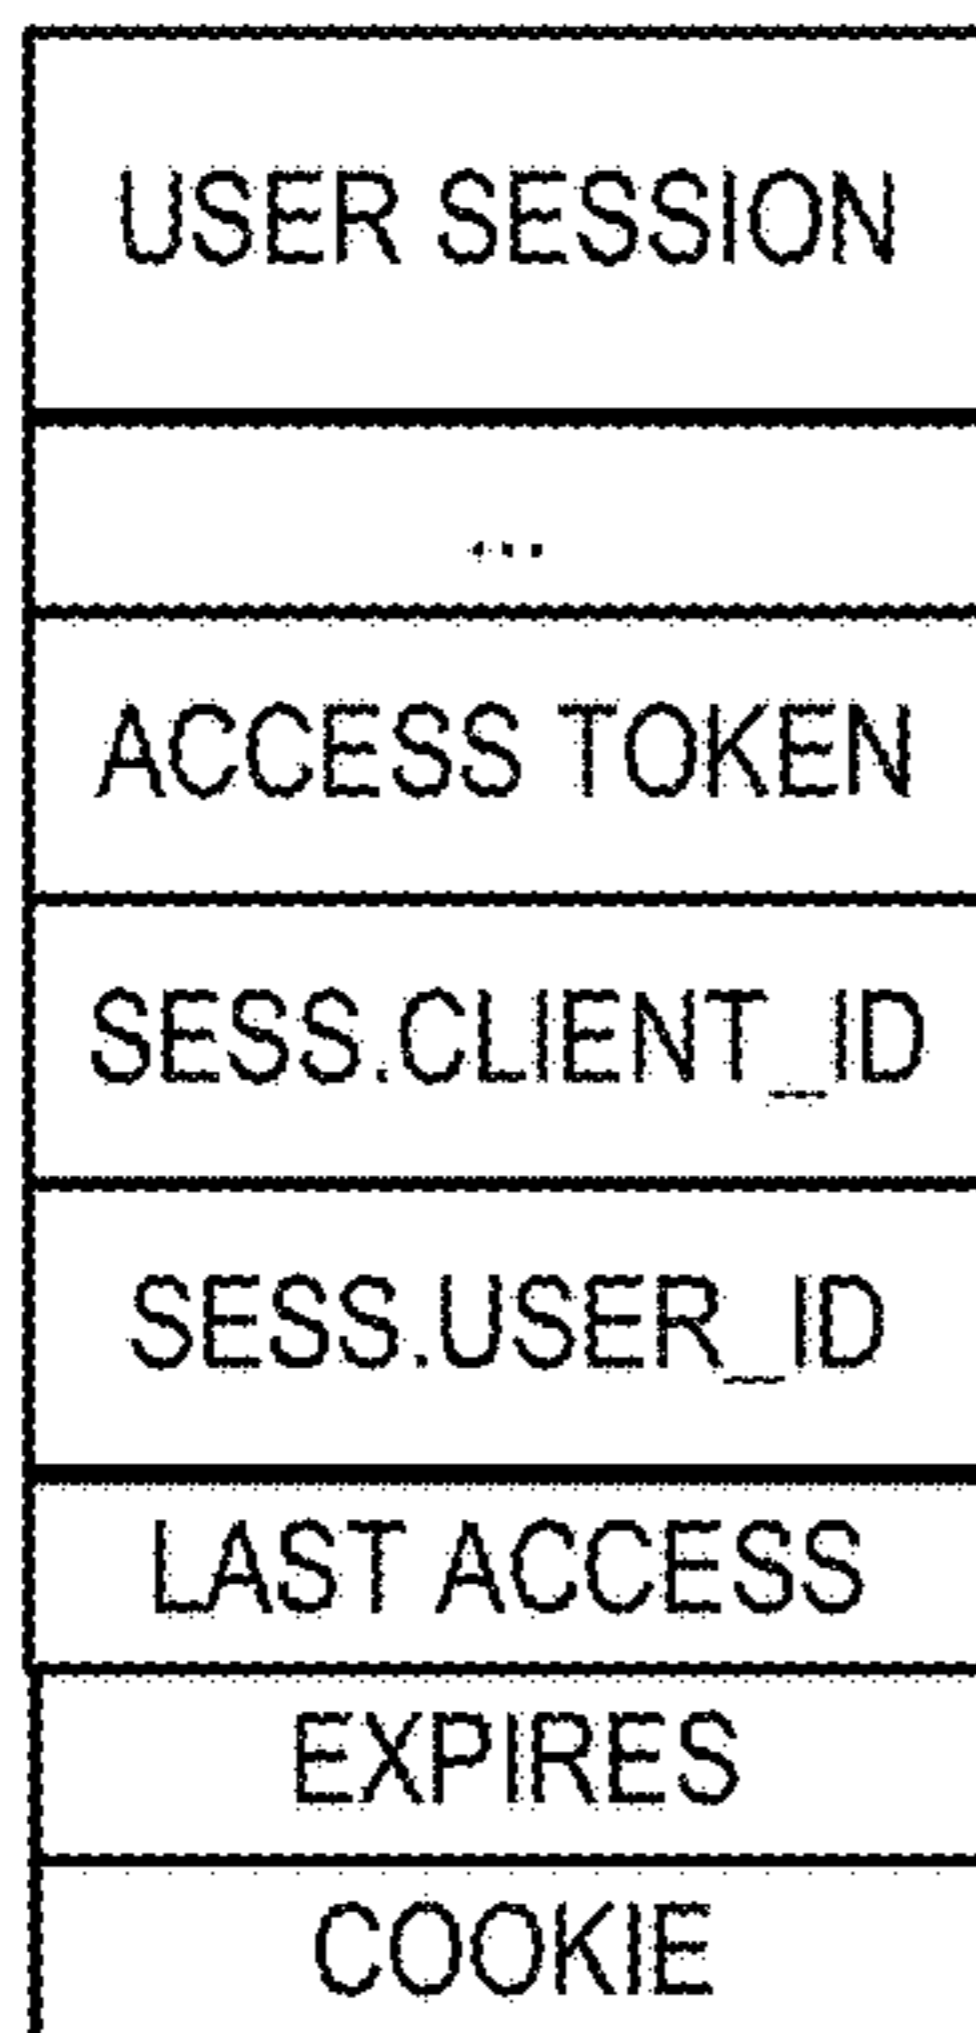 USER SESSION
...
ACCESS TOKEN
SESS.CLIENT_ID
SESS.USER_ID
LAST ACCESS
EXPIRES
COOKIE